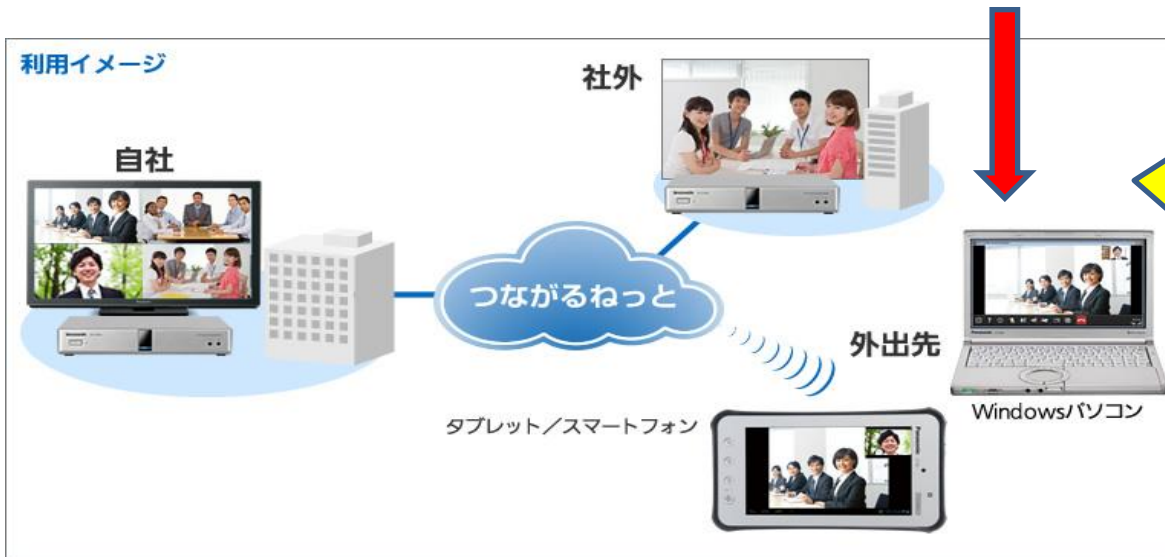 利用イメージ
社外
自社
つながるねっと
外出先
Windowsパソコン
タブレット／スマートフォン
Panasonic